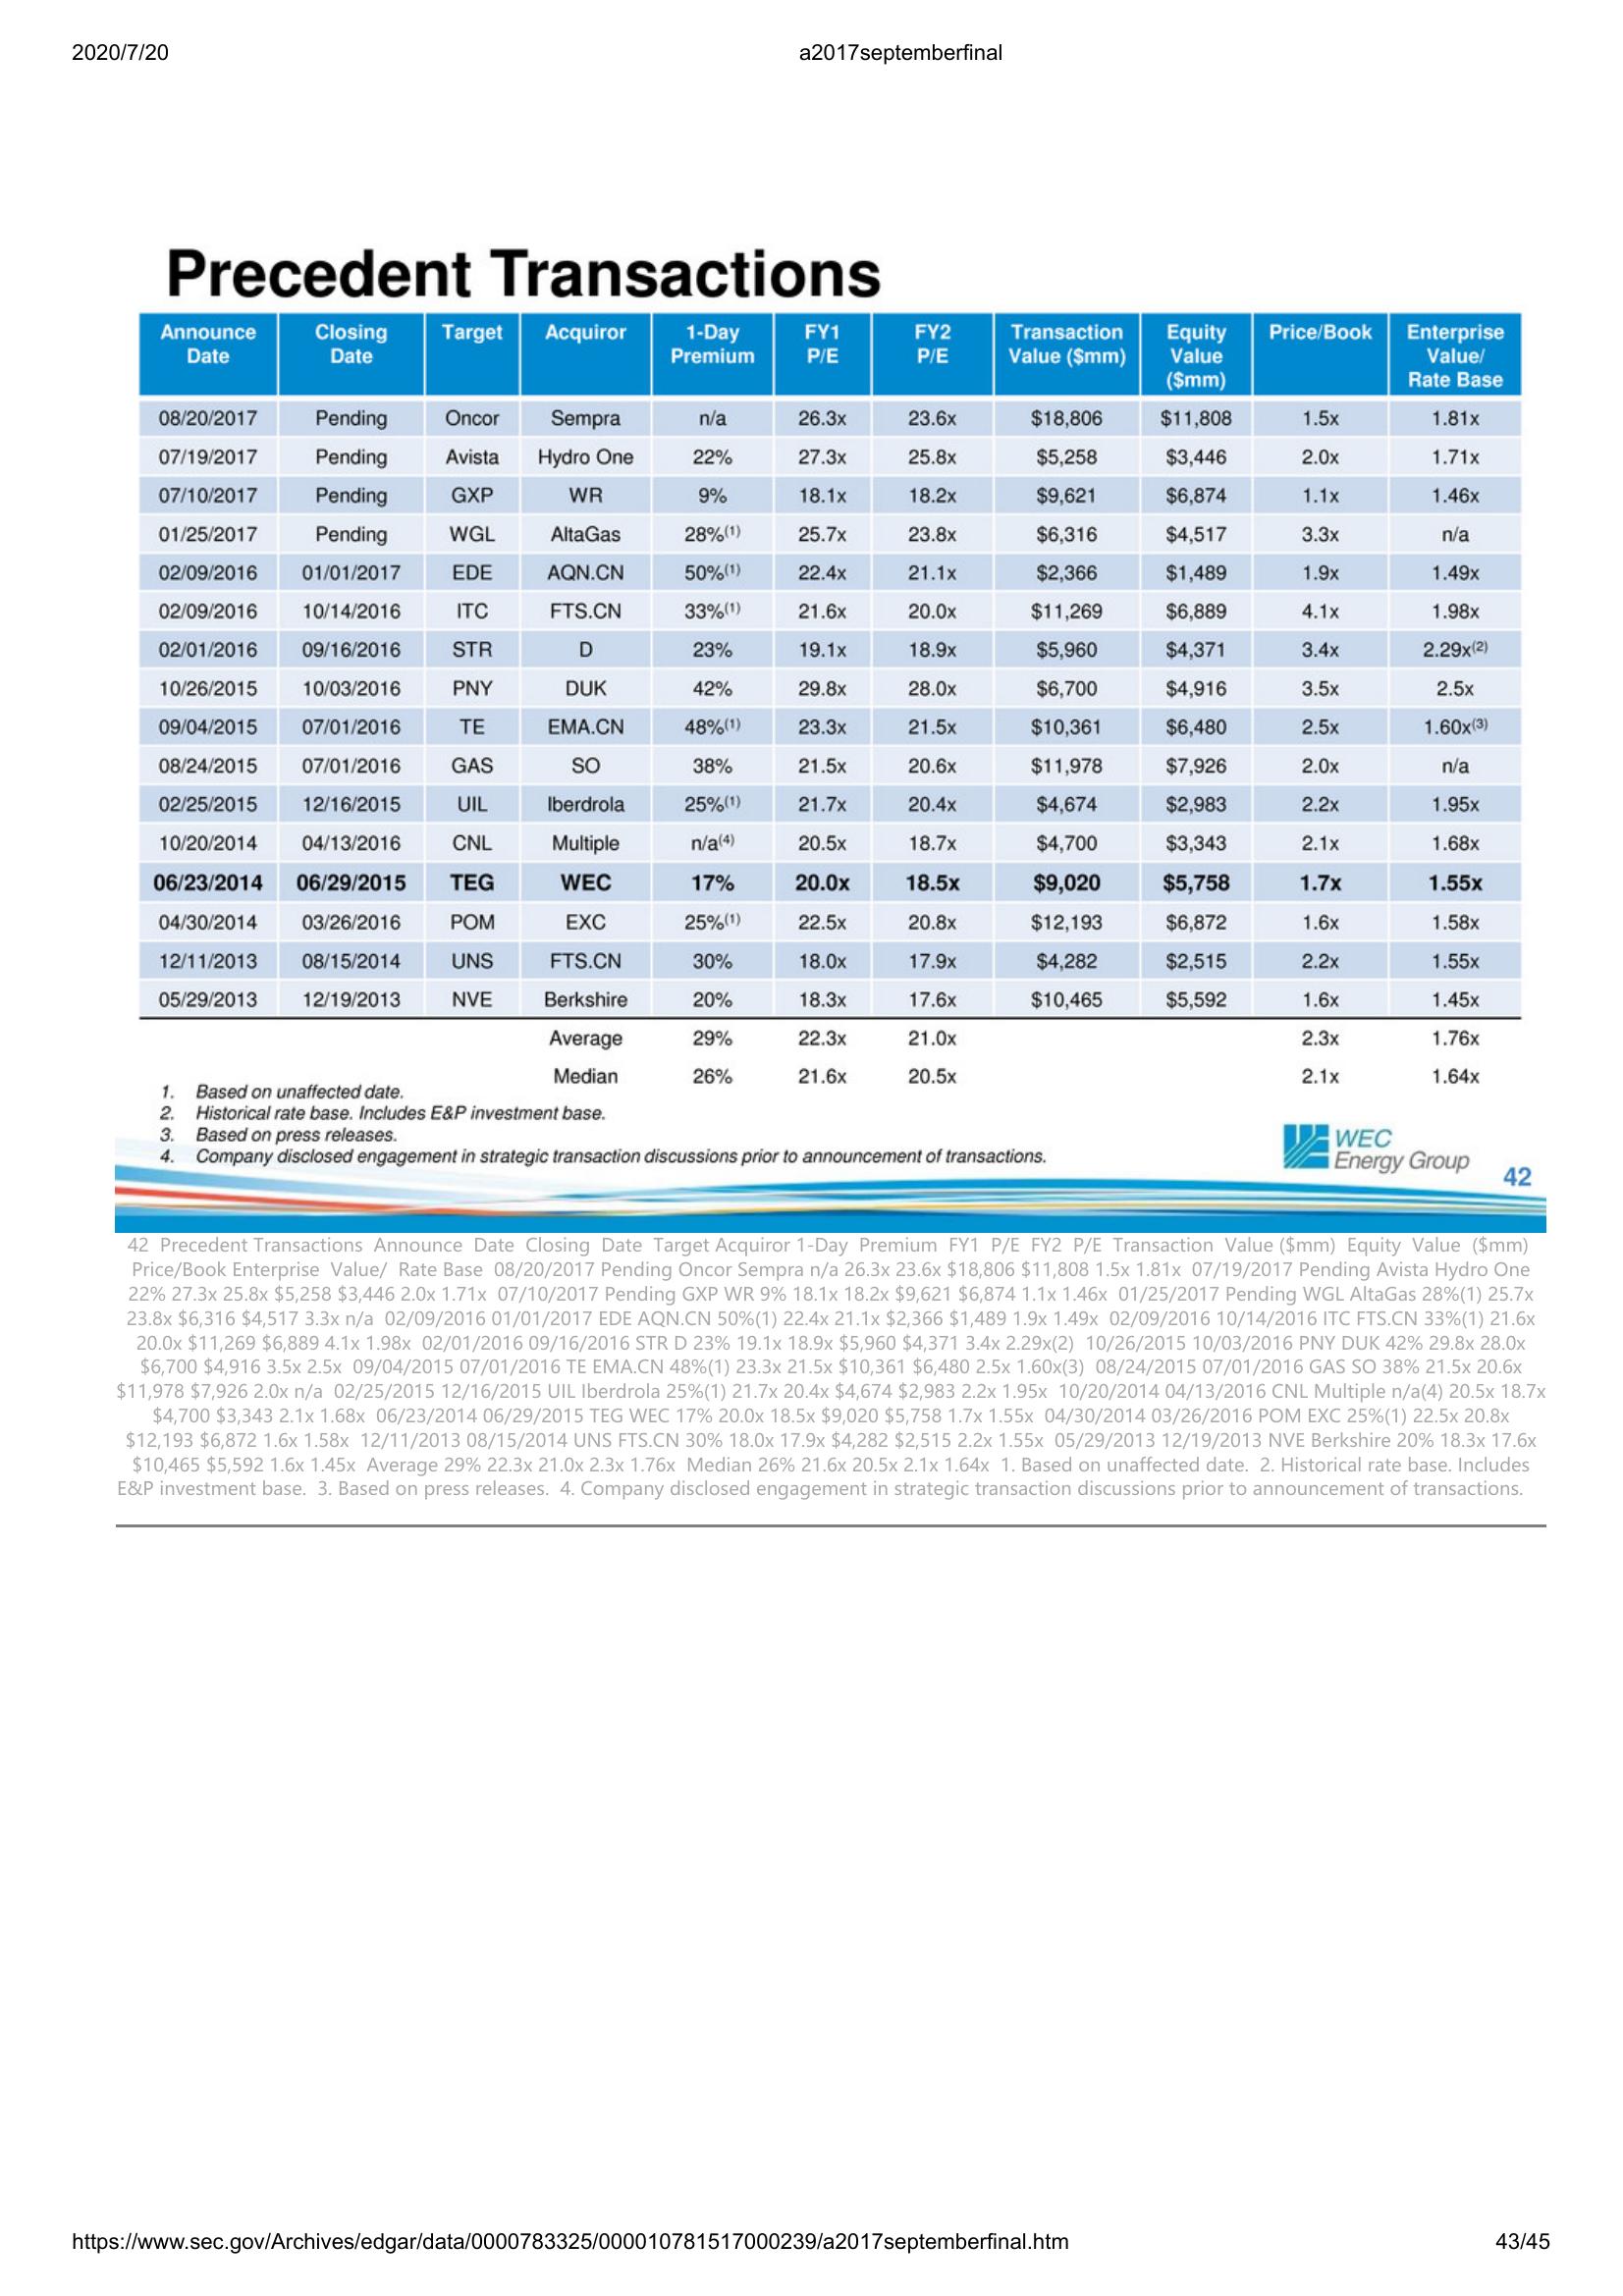 2020/7/20 a2017septemberfinal
Precedent Transactions
Announce Date Closing Date Target Acquiror 1-Day Premium FY1 P/E FY2 P/E Transaction Value ($mm) Equity Value ($mm) Price/Book Enterprise Value/ Rate Base
08/20/2017 Pending Oncor Sempra n/a 26.3x 23.6x $18,806 $11,808 1.5x 1.81x
07/19/2017 Pending Avista Hydro One 22% 27.3x 25.8x $5,258 $3,446 2.0x 1.71x
07/10/2017 Pending GXP WR 9% 18.1x 18.2x $9,621 $6,874 1.1x 1.46x
01/25/2017 Pending WGL AltaGas 28%(1) 25.7x 23.8x $6,316 $4,517 3.3x n/a
02/09/2016 01/01/2017 EDE AQN.CN 50%(1) 22.4x 21.1x $2,366 $1,489 1.9x 1.49x
02/09/2016 10/14/2016 ITC FTS.CN 33%(1) 21.6x 20.0x $11,269 $6,889 4.1x 1.98x
02/01/2016 09/16/2016 STR D 23% 19.1x 18.9x $5,960 $4,371 3.4x 2.29x(2)
10/26/2015 10/03/2016 PNY DUK 42% 29.8x 28.0x $6,700 $4,916 3.5x 2.5x
09/04/2015 07/01/2016 TE EMA.CN 48%(1) 23.3x 21.5x $10,361 $6,480 2.5x 1.60x(3)
08/24/2015 07/01/2016 GAS SO 38% 21.5x 20.6x $11,978 $7,926 2.0x n/a
02/25/2015 12/16/2015 UIL Iberdrola 25%(1) 21.7x 20.4x $4,674 $2,983 2.2x 1.95x
10/20/2014 04/13/2016 CNL Multiple n/a(4) 20.5x 18.7x $4,700 $3,343 2.1x 1.68x
06/23/2014 06/29/2015 TEG WEC 17% 20.0x 18.5x $9,020 $5,758 1.7x 1.55x
04/30/2014 03/26/2016 POM EXC 25%(1) 22.5x 20.8x $12,193 $6,872 1.6x 1.58x
12/11/2013 08/15/2014 UNS FTS.CN 30% 18.0x 17.9x $4,282 $2,515 2.2x 1.55x
05/29/2013 12/19/2013 NVE Berkshire 20% 18.3x 17.6x $10,465 $5,592 1.6x 1.45x
Average 29% 22.3x 21.0x 2.3x 1.76x
Median 26% 21.6x 20.5x 2.1x 1.64x
1. Based on unaffected date.
2. Historical rate base. Includes E&P investment base.
3. Based on press releases.
4. Company disclosed engagement in strategic transaction discussions prior to announcement of transactions.
WEC
Energy Group
42
42 Precedent Transactions Announce Date Closing Date Target Acquiror 1-Day Premium FY1 P/E FY2 P/E Transaction Value ($mm) Equity Value ($mm)
Price/Book Enterprise Value/ Rate Base 08/20/2017 Pending Oncor Sempra n/a 26.3x 23.6x $18,806 $11,808 1.5x 1.81x 07/19/2017 Pending Avista Hydro One
22% 27.3x 25.8x $5,258 $3,446 2.0x 1.71x 07/10/2017 Pending GXP WR 9% 18.1x 18.2x $9,621 $6,874 1.1x 1.46x 01/25/2017 Pending WGL AltaGas 28%(1) 25.7x
23.8x $6,316 $4,517 3.3x n/a 02/09/2016 01/01/2017 EDE AQN.CN 50%(1) 22.4x 21.1x $2,366 $1,489 1.9x 1.49x 02/09/2016 10/14/2016 ITC FTS.CN 33%(1) 21.6x
20.0x $11,269 $6,889 4.1x 1.98x 02/01/2016 09/16/2016 STR D 23% 19.1x 18.9x $5,960 $4,371 3.4x 2.29x(2) 10/26/2015 10/03/2016 PNY DUK 42% 29.8x 28.0x
$6,700 $4,916 3.5x 2.5x 09/04/2015 07/01/2016 TE EMA.CN 48%(1) 23.3x 21.5x $10,361 $6,480 2.5x 1.60x(3) 08/24/2015 07/01/2016 GAS SO 38% 21.5x 20.6x
$11,978 $7,926 2.0x n/a 02/25/2015 12/16/2015 UIL Iberdrola 25%(1) 21.7x 20.4x $4,674 $2,983 2.2x 1.95x 10/20/2014 04/13/2016 CNL Multiple n/a(4) 20.5x 18.7x
$4,700 $3,343 2.1x 1.68x 06/23/2014 06/29/2015 TEG WEC 17% 20.0x 18.5x $9,020 $5,758 1.7x 1.55x 04/30/2014 03/26/2016 POM EXC 25%(1) 22.5x 20.8x
$12,193 $6,872 1.6x 1.58x 12/11/2013 08/15/2014 UNS FTS.CN 30% 18.0x 17.9x $4,282 $2,515 2.2x 1.55x 05/29/2013 12/19/2013 NVE Berkshire 20% 18.3x 17.6x
$10,465 $5,592 1.6x 1.45x Average 29% 22.3x 21.0x 2.3x 1.76x Median 26% 21.6x 20.5x 2.1x 1.64x 1. Based on unaffected date. 2. Historical rate base. Includes
E&P investment base. 3. Based on press releases. 4. Company disclosed engagement in strategic transaction discussions prior to announcement of transactions.
https://www.sec.gov/Archives/edgar/data/0000783325/000010781517000239/a2017septemberfinal.htm 43/45